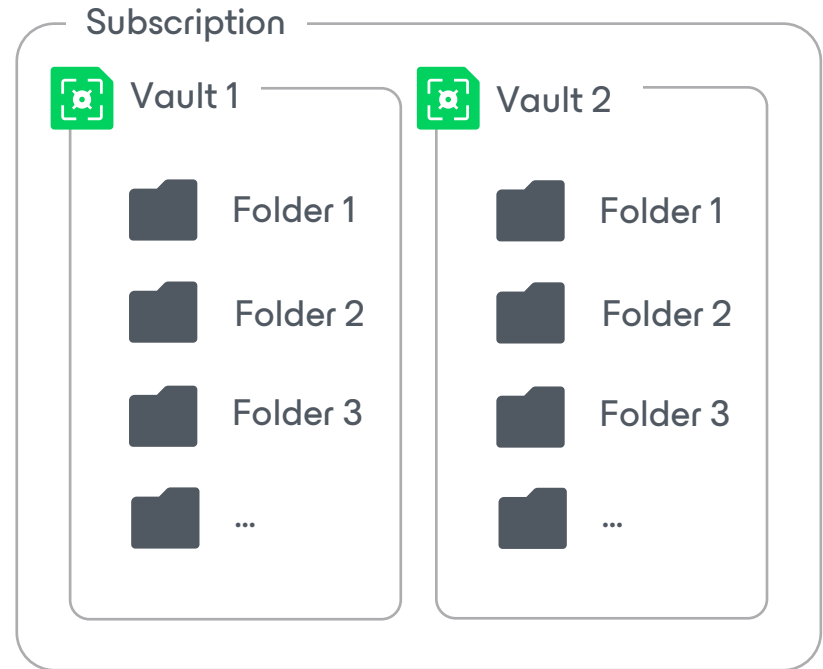 Subscription
Vault 1
Folder 1
Folder 2
Folder 3
...
Vault 2
Folder 1
Folder 2
Folder 3
...